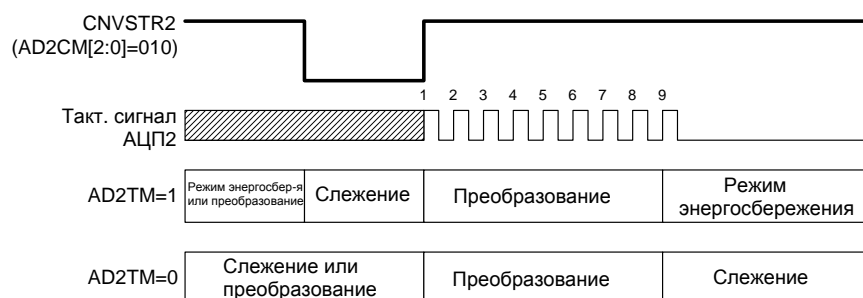 CNVSTR2
(AD2CM[2:0]=010)
1 2 3 4 5 6 7 8 9
Такт. сигнал
АЦП2
AD2TM=1
Режим энергосбер-я
или преобразование
Слежение
Преобразование
Режим
энергосбережения
AD2TM=0
Слежение или
преобразование
Преобразование
Слежение